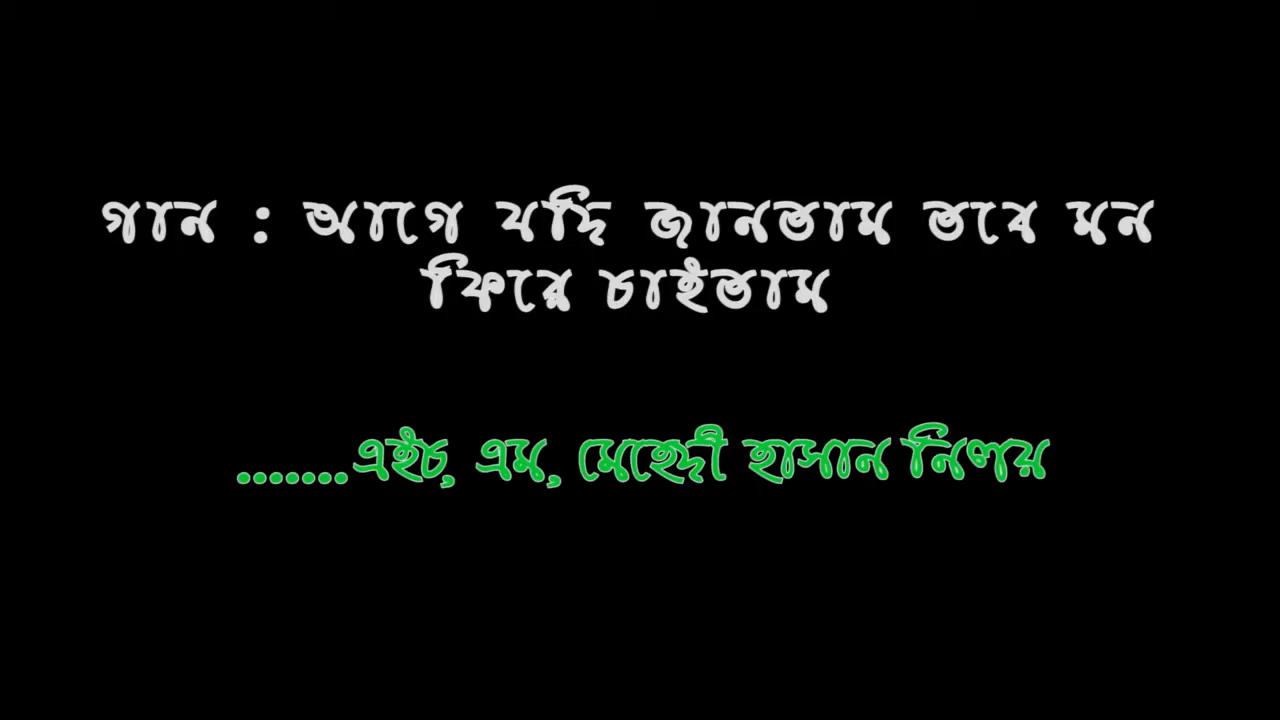 গান : আগে যদি জানতাম তবে মন
ফিরে চাইতাম
.......এইচ, এম, মেহেদী হাসান নিলয়